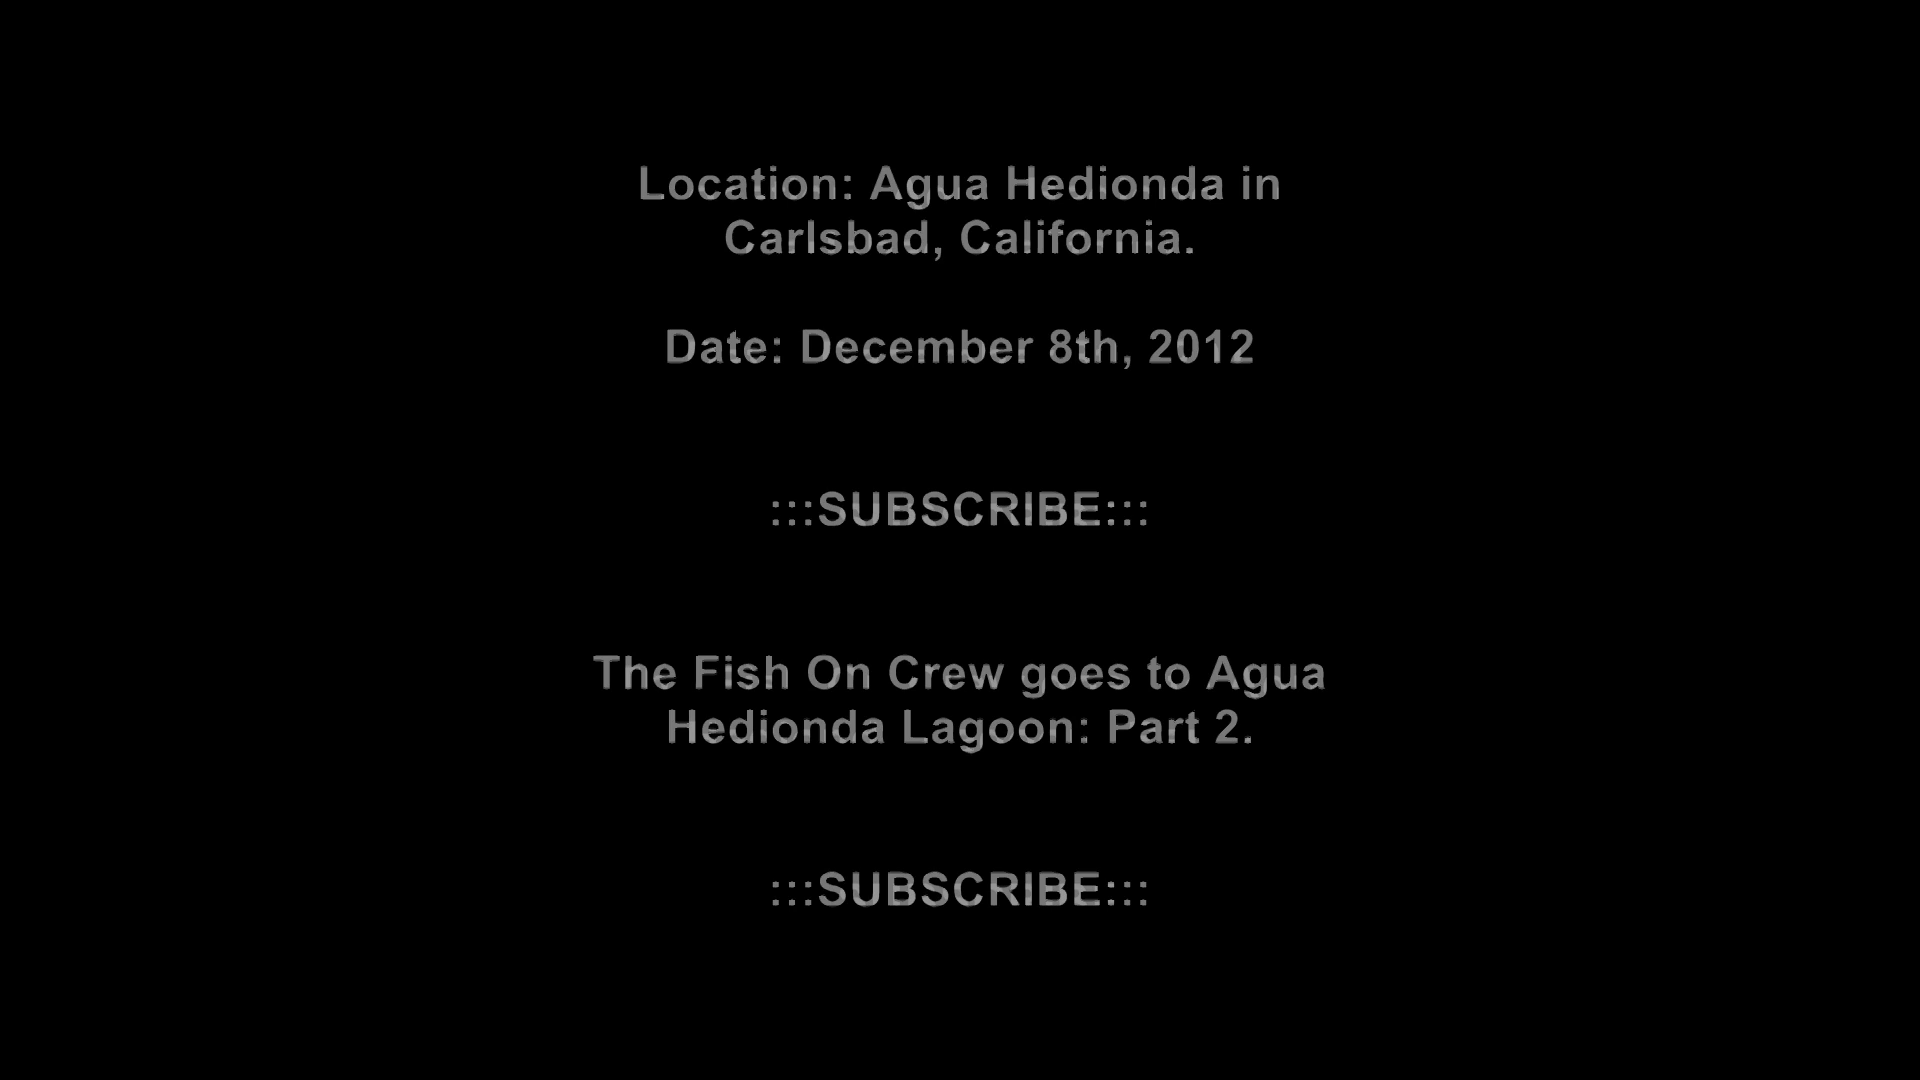 Location: Agua Hedionda in
Carlsbad, California.
Date: December 8th, 2012
:::SUBSCRIBE:::
The Fish On Crew goes to Agua
Hedionda Lagoon: Part 2.
:::SUBSCRIBE:::